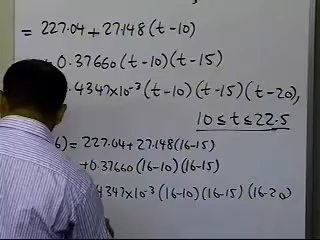 = 227.04 + 27.148 (t-10)
+ 0.37660 (t-10) (t-15)
.4347x10⁻³ (t-10) (t-15) (t-20),
10 ≤ t ≤ 22.5
6) = 227.04 + 27.148 (16-15)
+0.37660 (16-10) (16-15)
4347x10⁻³ (16-10) (16-15) (16-20)